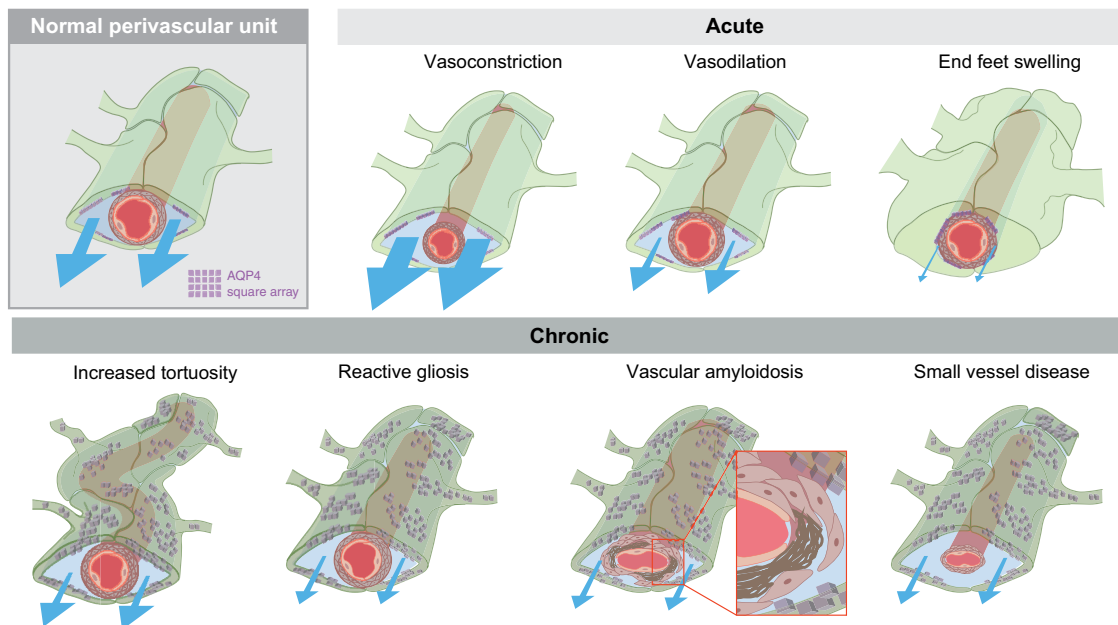 Normal perivascular unit
AQP4
square array
Acute
Vasoconstriction
Vasodilation
End feet swelling
Chronic
Increased tortuosity
Reactive gliosis
Vascular amyloidosis
Small vessel disease